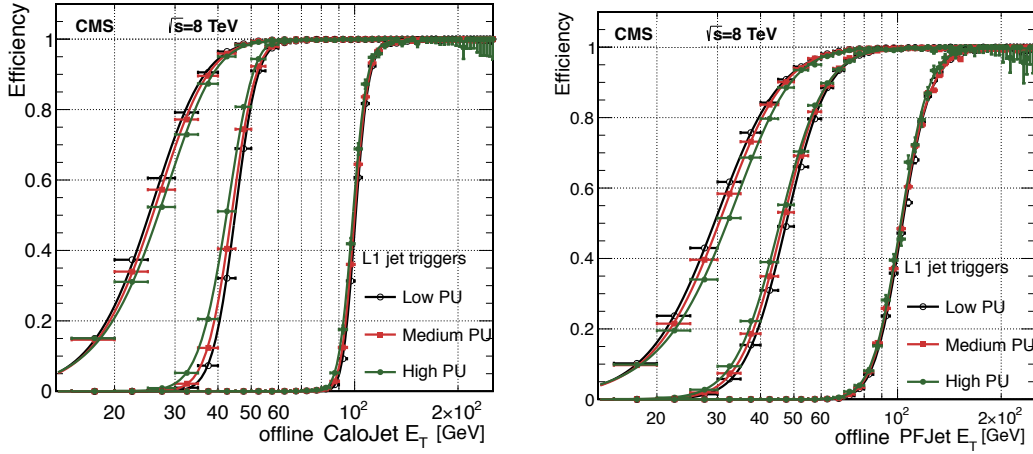 CMS √s=8 TeV
Efficiency
1
0.8
0.6
0.4
0.2
0
L1 jet triggers
Low PU
Medium PU
High PU
20 30 40 50 60 10² 2×10²
offline CaloJet E_T [GeV]
CMS √s=8 TeV
Efficiency
1
0.8
0.6
0.4
0.2
0
L1 jet triggers
Low PU
Medium PU
High PU
20 30 40 50 60 10² 2×10²
offline PFJet E_T [GeV]